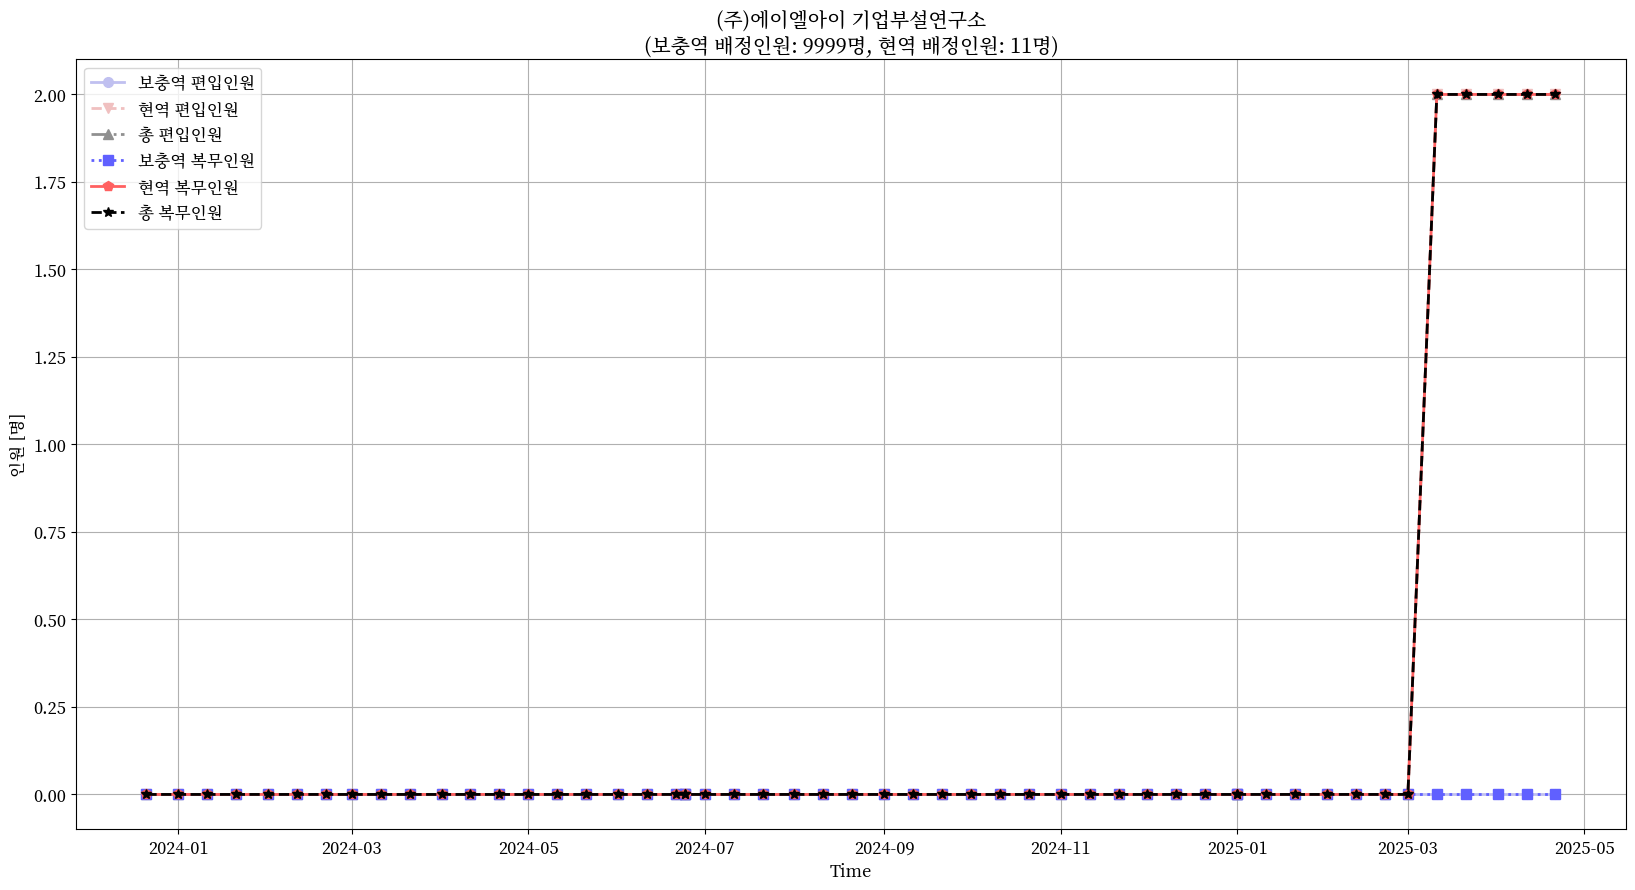 (주)에이엘아이 기업부설연구소
(보충역 배정인원: 9999명, 현역 배정인원: 11명)
보충역 편입인원
현역 편입인원
총 편입인원
보충역 복무인원
현역 복무인원
총 복무인원
인원 [명]
2.00
1.75
1.50
1.25
1.00
0.75
0.50
0.25
0.00
2024-01
2024-03
2024-05
2024-07
2024-09
2024-11
2025-01
2025-03
2025-05
Time